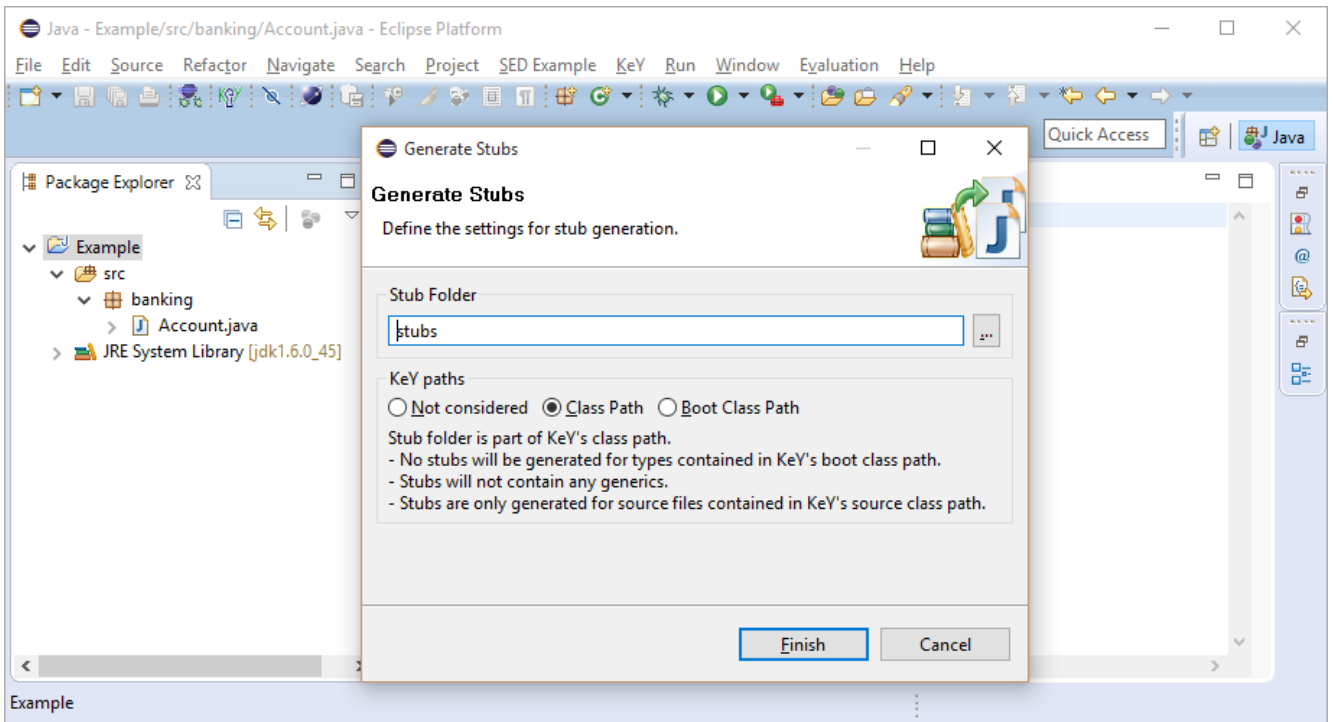 Java - Example/src/banking/Account.java - Eclipse Platform
File Edit Source Refactor Navigate Search Project SED Example KeY Run Window Evaluation Help
Quick Access
Java
Package Explorer
Example
src
banking
Account.java
JRE System Library [jdk1.6.0_45]
Generate Stubs
Generate Stubs
Define the settings for stub generation.
Stub Folder
stubs
...
KeY paths
Not considered Class Path Boot Class Path
Stub folder is part of KeY's class path.
- No stubs will be generated for types contained in KeY's boot class path.
- Stubs will not contain any generics.
- Stubs are only generated for source files contained in KeY's source class path.
Finish Cancel
Example